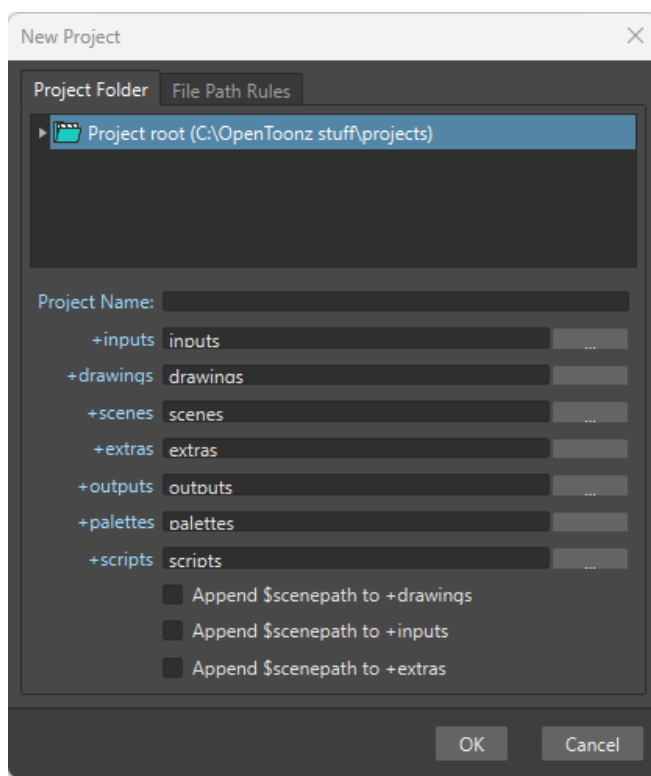 New Project
Project Folder File Path Rules
Project root (C:\OpenToonz stuff\projects)
Project Name:
+inputs inputs ...
+drawings drawings
+scenes scenes ...
+extras extras
+outputs outputs ...
+palettes palettes
+scripts scripts ...
Append $scenepath to +drawings
Append $scenepath to +inputs
Append $scenepath to +extras
OK Cancel